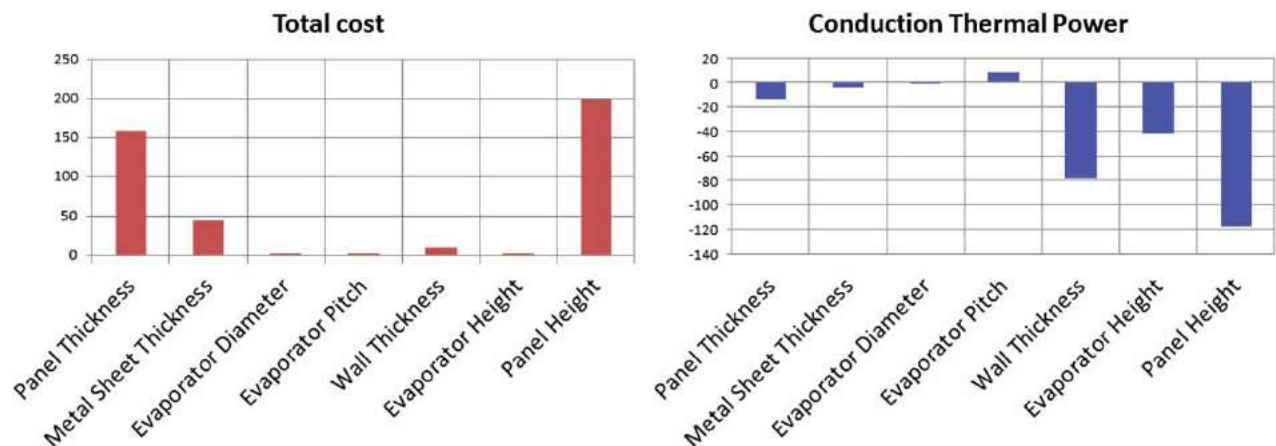 Total cost
250
200
150
100
50
0
Panel Thickness
Metal Sheet Thickness
Evaporator Diameter
Evaporator Pitch
Wall Thickness
Evaporator Height
Panel Height
Conduction Thermal Power
20
0
-20
-40
-60
-80
-100
-120
-140
Panel Thickness
Metal Sheet Thickness
Evaporator Diameter
Evaporator Pitch
Wall Thickness
Evaporator Height
Panel Height